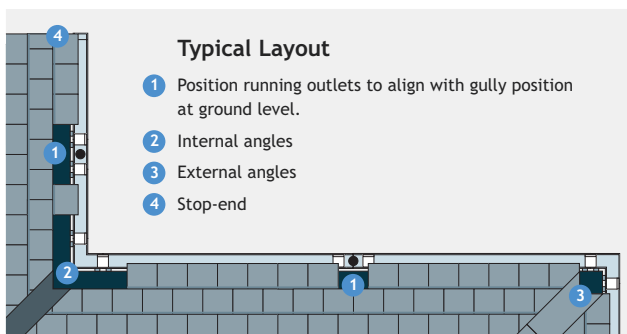 4
Typical Layout
1 Position running outlets to align with gully position
at ground level.
2 Internal angles
3 External angles
4 Stop-end
1
2
1
3